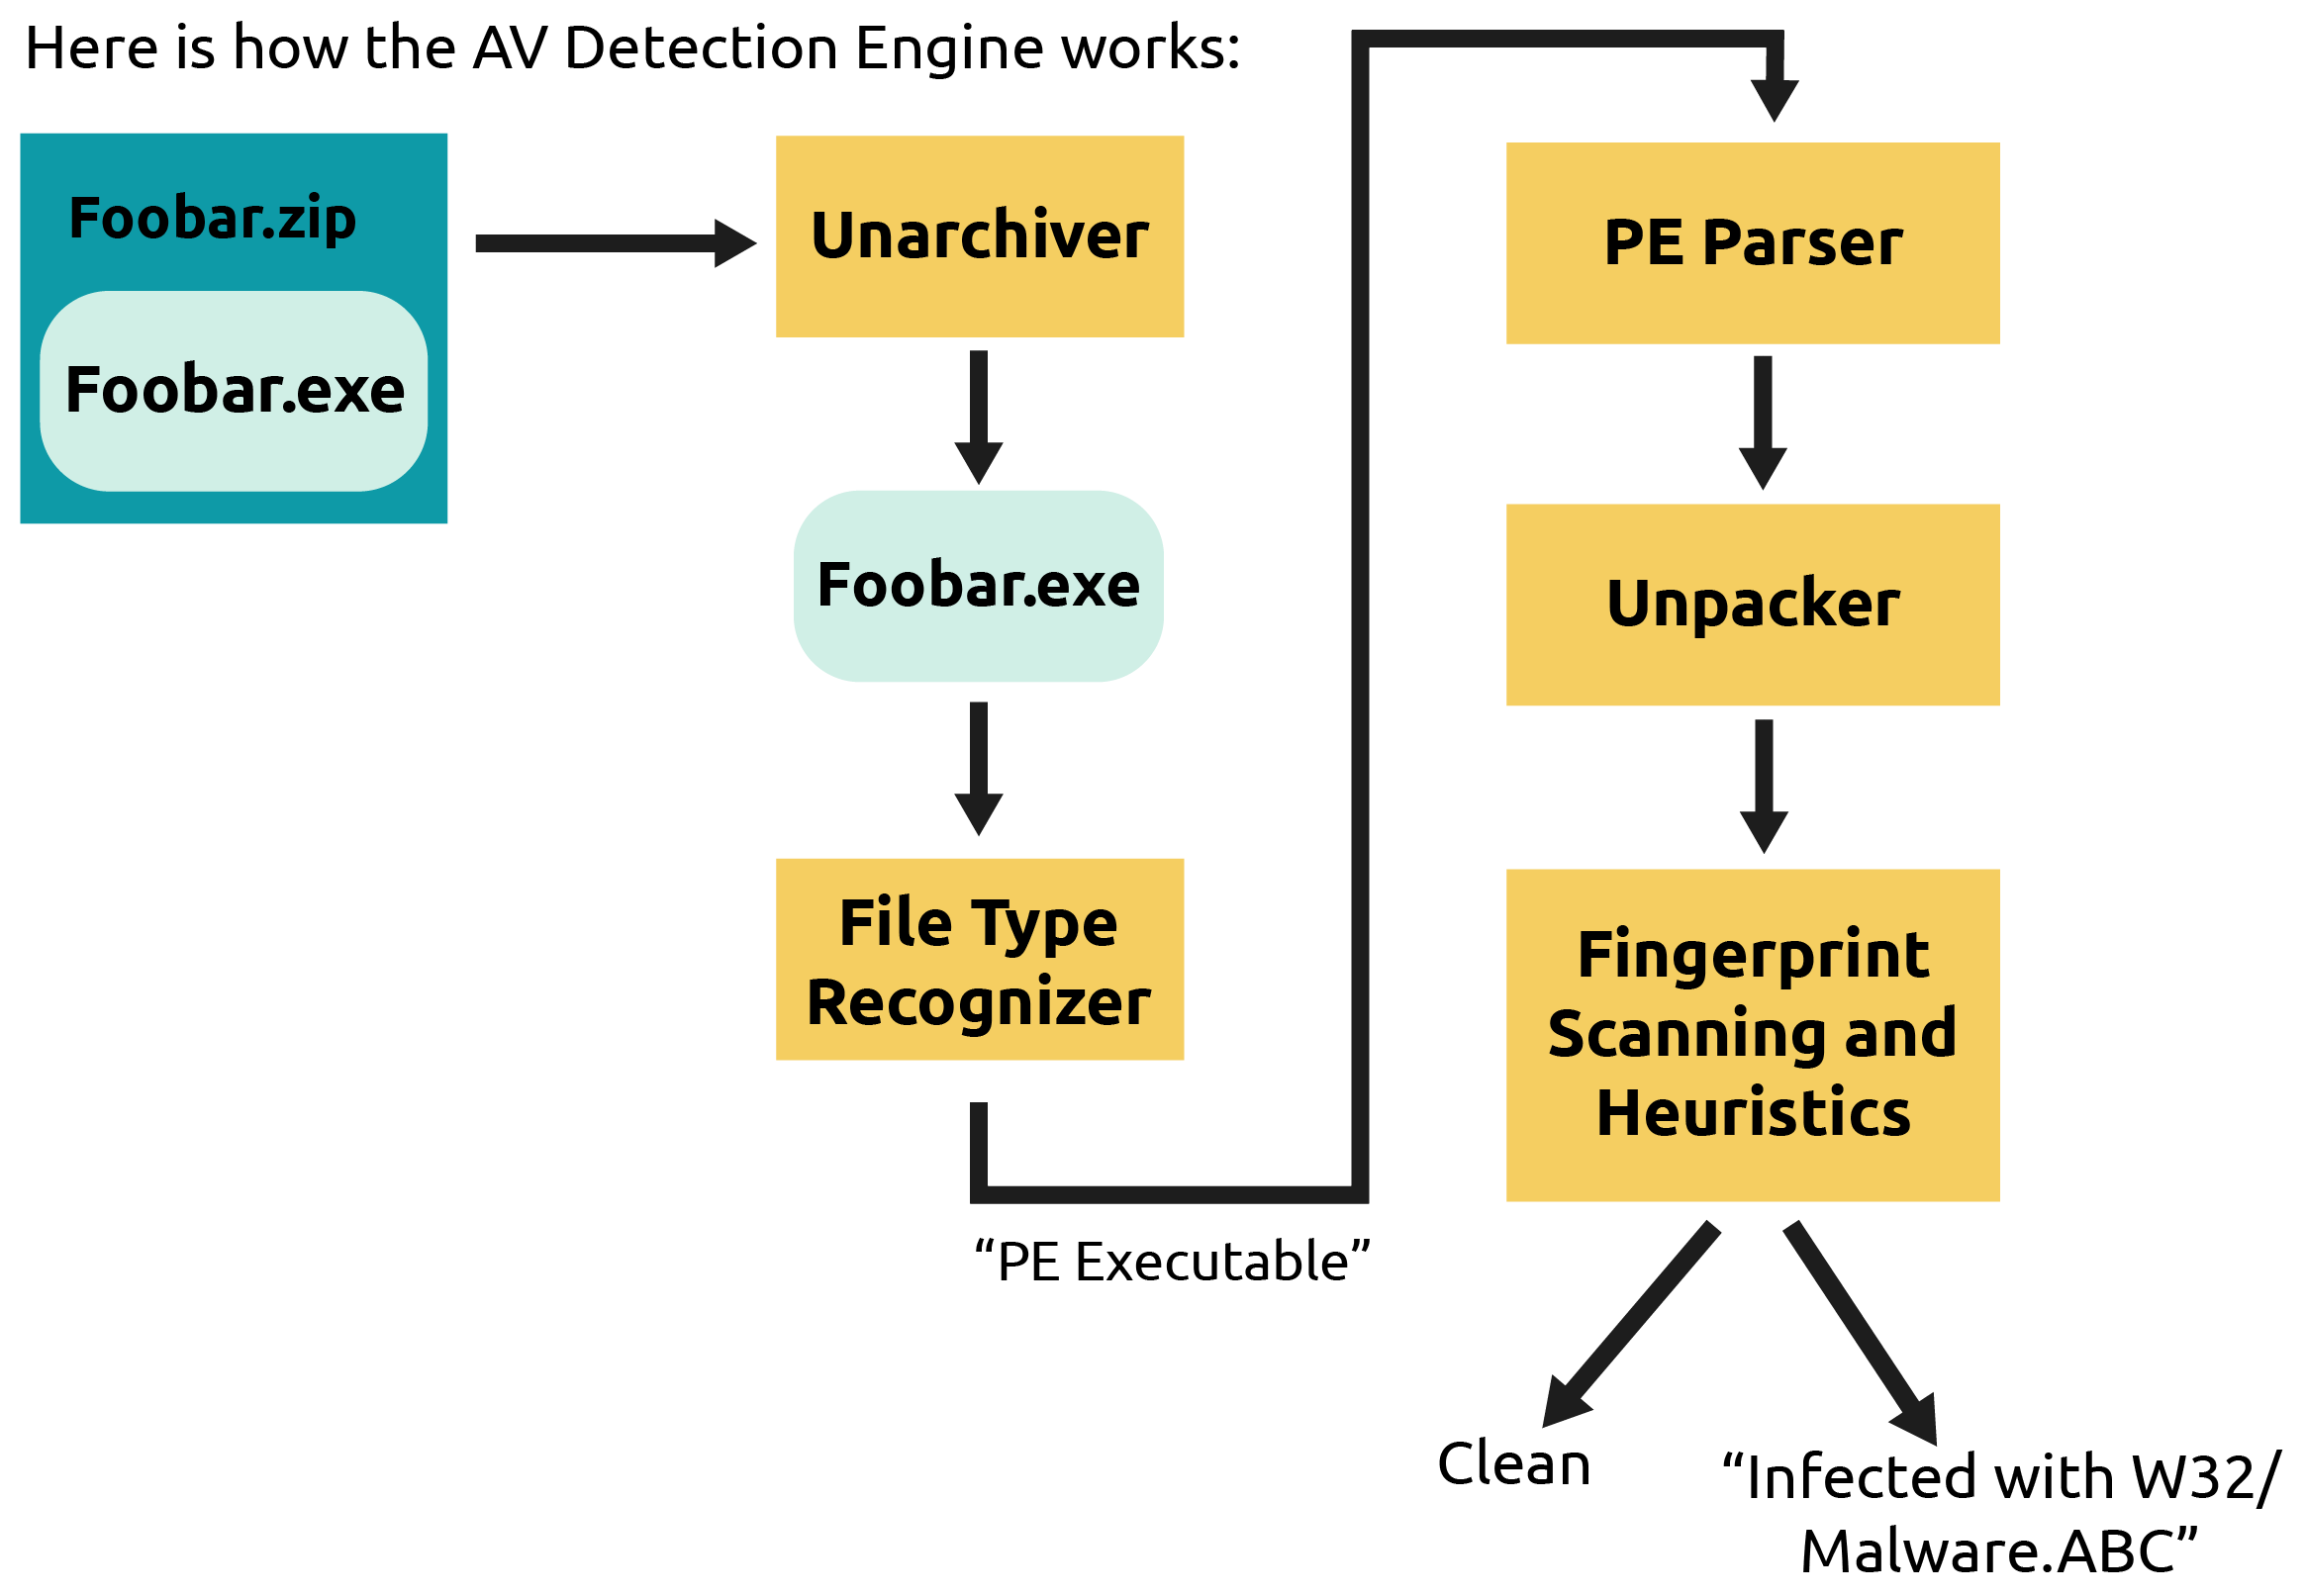 Here is how the AV Detection Engine works:
Foobar.zip
Foobar.exe
Unarchiver
Foobar.exe
File Type
Recognizer
“PE Executable”
PE Parser
Unpacker
Fingerprint
Scanning and
Heuristics
Clean
“Infected with W32/
Malware.ABC”